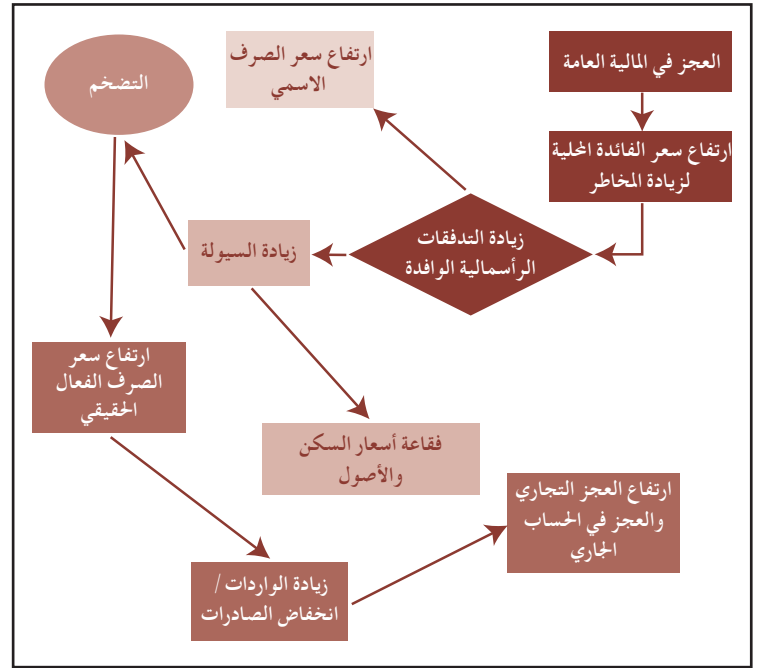 العجز في المالية العامة
ارتفاع سعر الفائدة المحلية
لزيادة المخاطر
زيادة التدفقات
الرأسمالية الوافدة
ارتفاع سعر الصرف
الاسمي
زيادة السيولة
التضخم
فقاعة أسعار السكن
والأصول
ارتفاع سعر
الصرف الفعال
الحقيقي
زيادة الواردات /
انخفاض الصادرات
ارتفاع العجز التجاري
والعجز في الحساب
الجاري